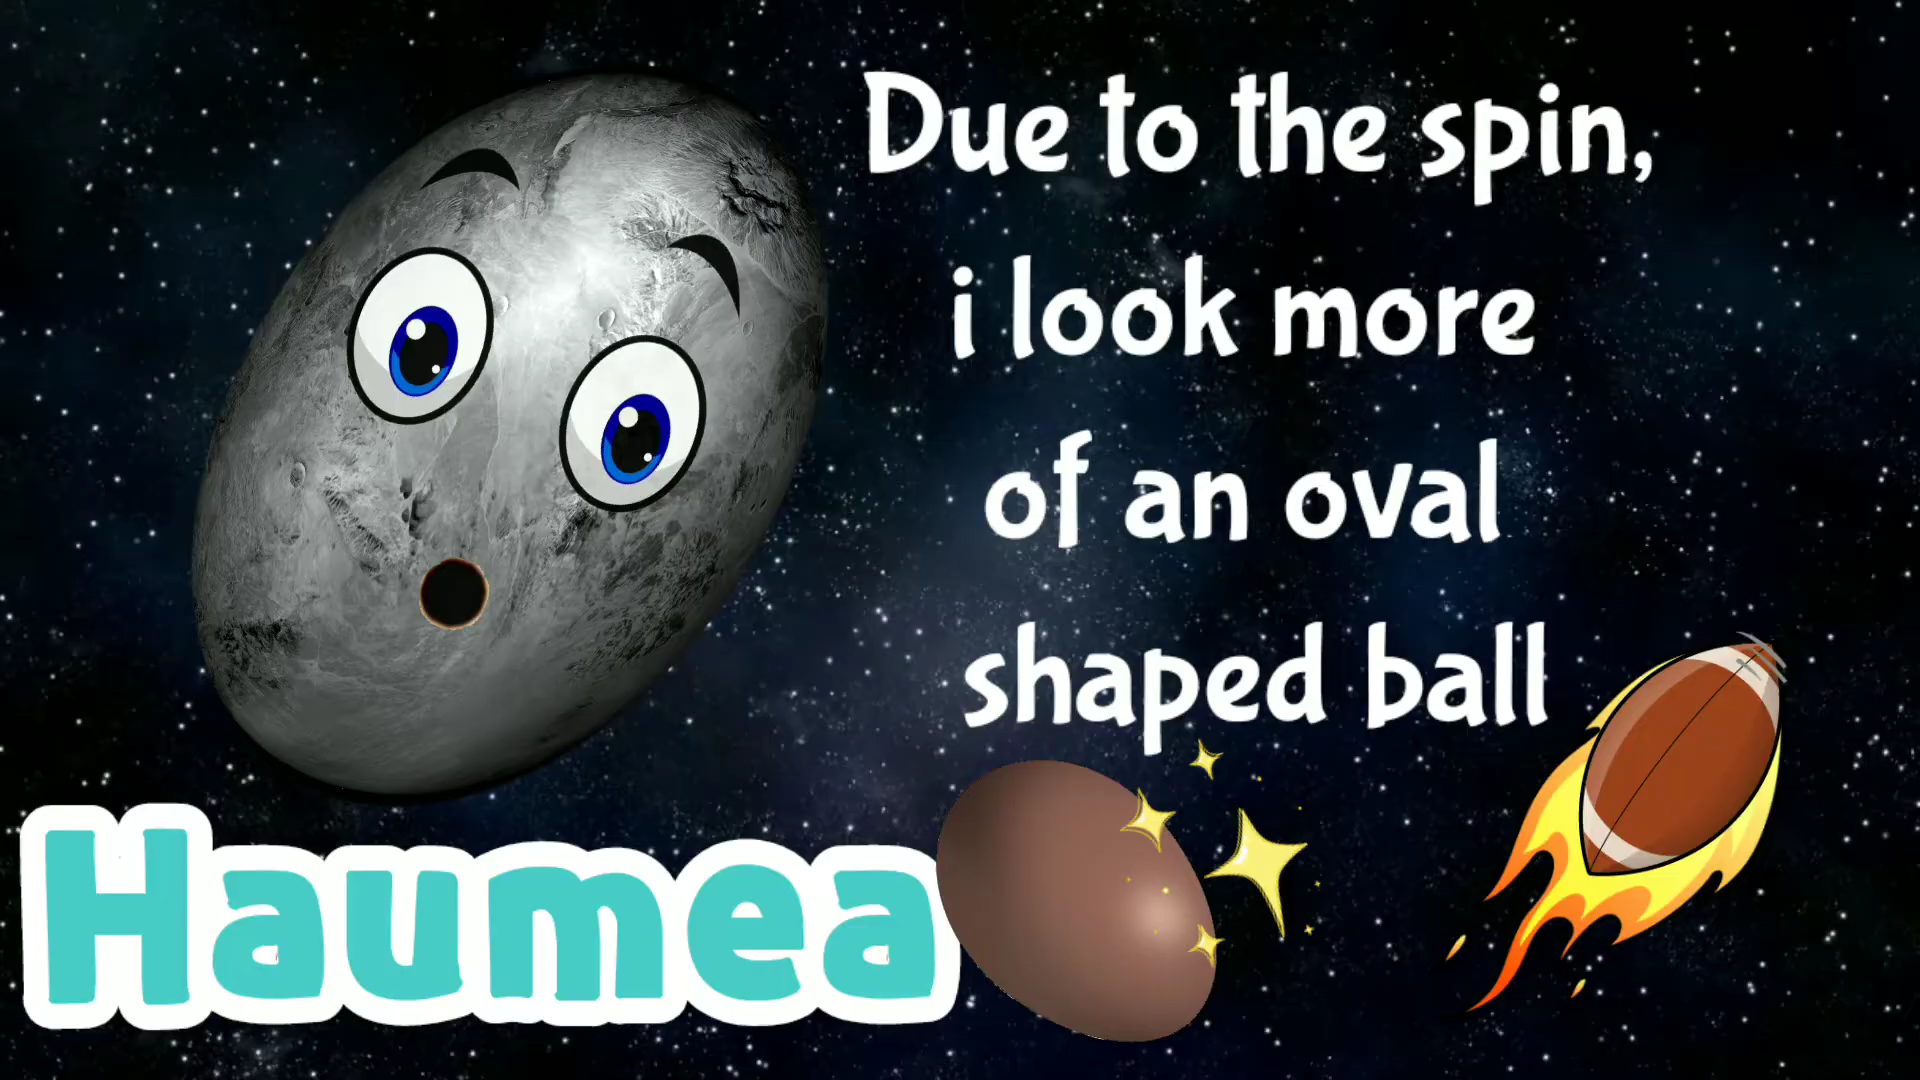 Due to the spin,
i look more
of an oval
shaped ball
Haumea